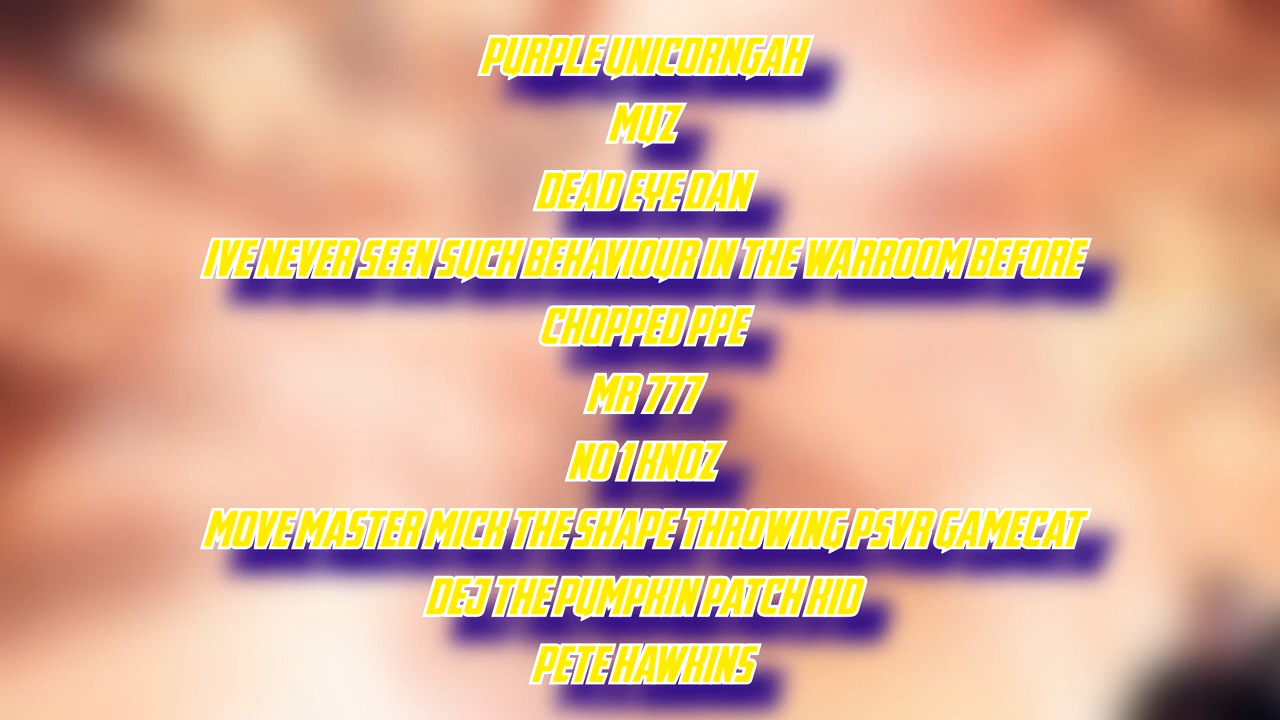 PURPLE UNICORNGAH
MUZ
DEAD EYE DAN
IVE NEVER SEEN SUCH BEHAVIOUR IN THE WARROOM BEFORE
CHOPPED PPE
MR 777
NO 1 KNOZ
MOVE MASTER MICK THE SHAPE THROWING PSVR GAMECAT
DEJ THE PUMPKIN PATCH KID
PETE HAWKINS